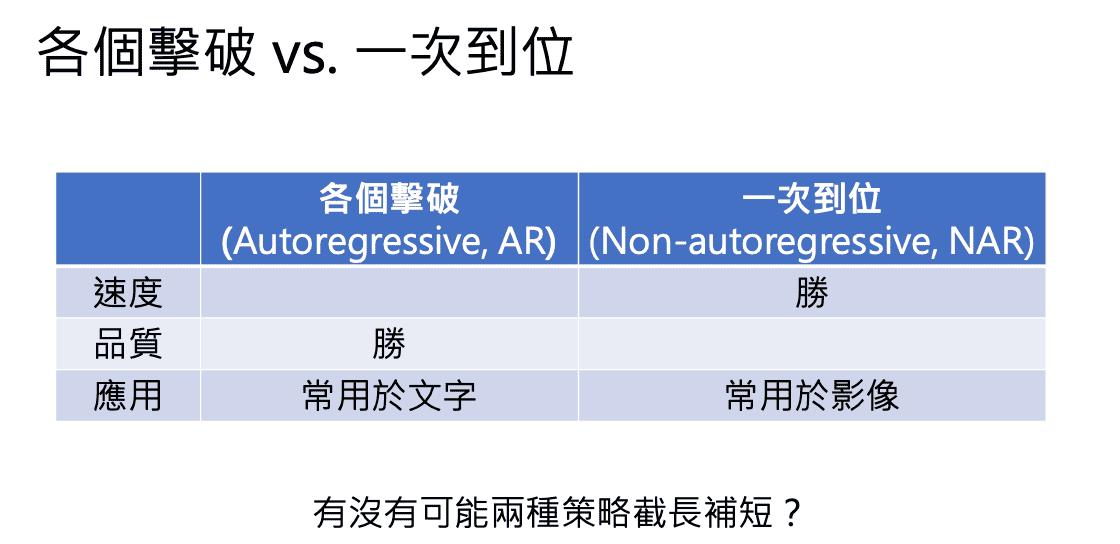 各個擊破 vs. 一次到位
各個擊破
(Autoregressive, AR)
一次到位
(Non-autoregressive, NAR)
速度
勝
品質
勝
應用
常用於文字
常用於影像
有沒有可能兩種策略截長補短？